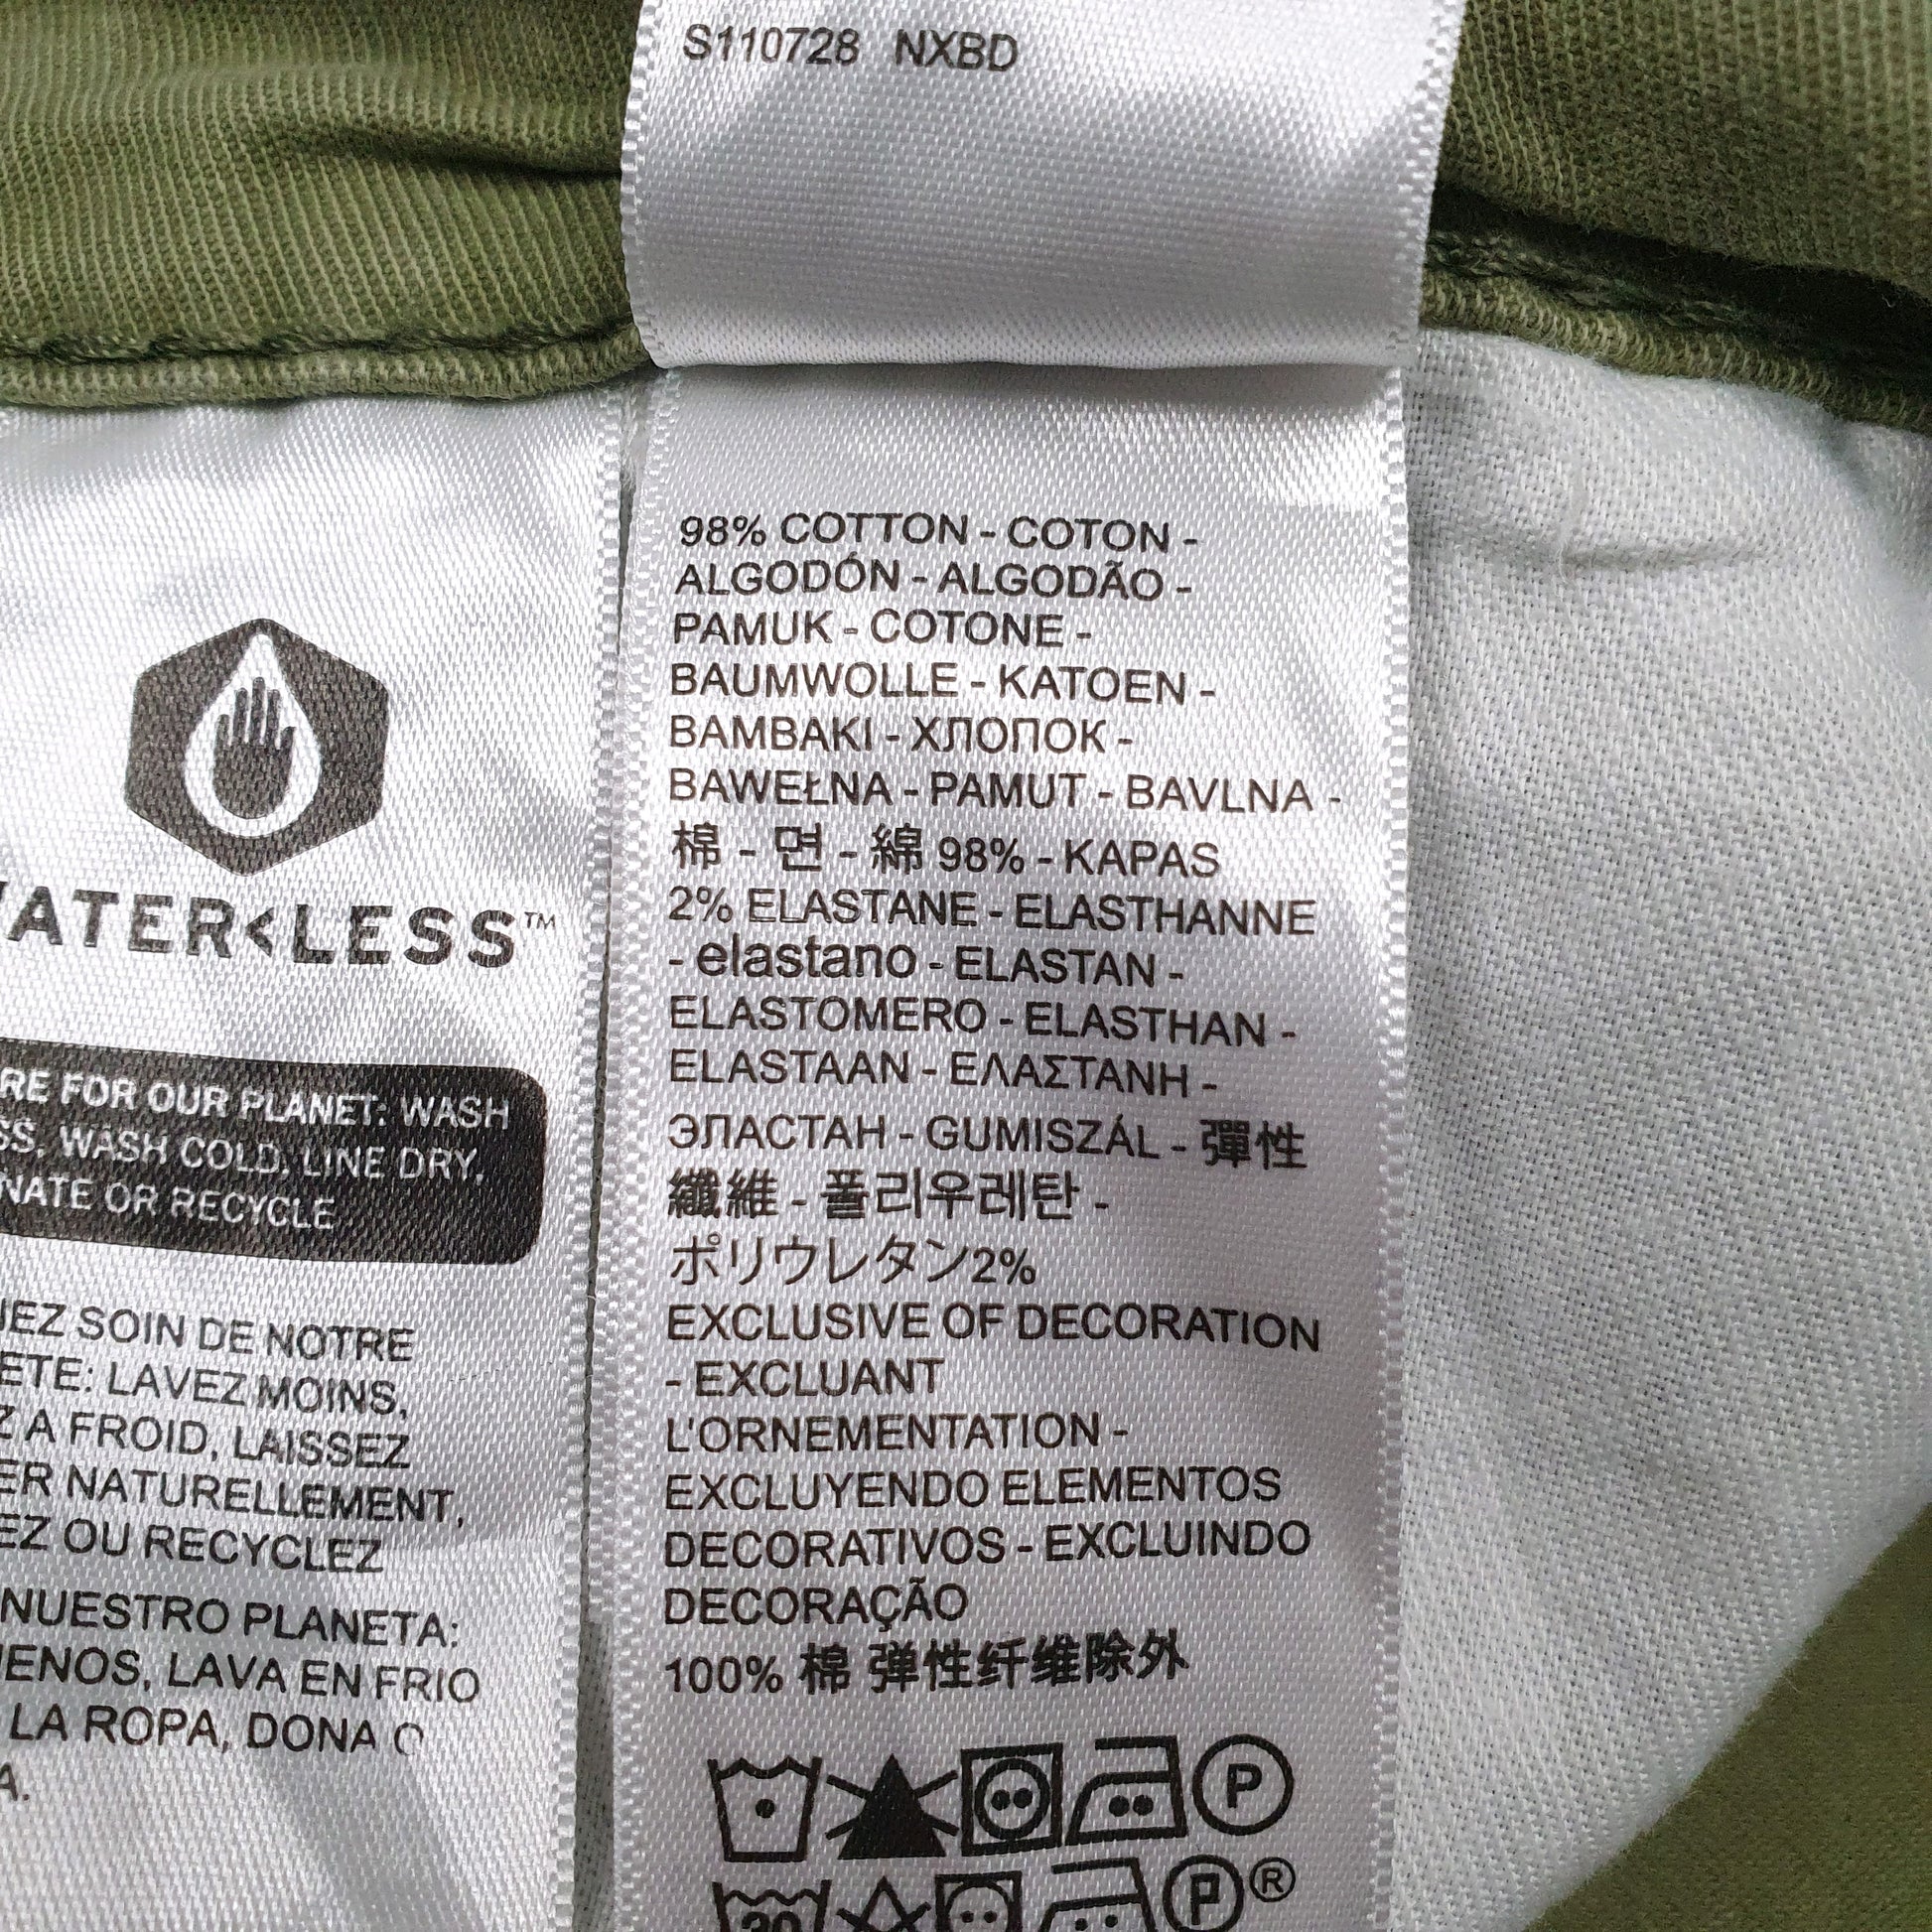 S110728 NXBD
WATER<LESS™
RE FOR OUR PLANET: WASH
SS, WASH COLD, LINE DRY,
NATE OR RECYCLE
UEZ SOIN DE NOTRE
ETE: LAVEZ MOINS,
Z A FROID, LAISSEZ
ER NATURELLEMENT,
EZ OU RECYCLEZ
NUESTRO PLANETA:
MENOS, LAVA EN FRIO
LA ROPA, DONA O
A.
98% COTTON - COTON -
ALGODÓN - ALGODÃO -
PAMUK - COTONE -
BAUMWOLLE - KATOEN -
BAMBAKI - ХЛОПОК -
BAWEŁNA - PAMUT - BAVLNA -
棉 - 면 - 綿 98% - KAPAS
2% ELASTANE - ELASTHANNE
- elastano - ELASTAN -
ELASTOMERO - ELASTHAN -
ELASTAAN - ΕΛΑΣΤΑΝΗ -
ЭЛАСТАН - GUMISZÁL - 彈性
纖維 - 폴리우레탄 -
ポリウレタン2%
EXCLUSIVE OF DECORATION
- EXCLUANT
L'ORNEMENTATION -
EXCLUYENDO ELEMENTOS
DECORATIVOS - EXCLUINDO
DECORAÇÃO
100% 棉 弹性纤维除外
P
P ®
30